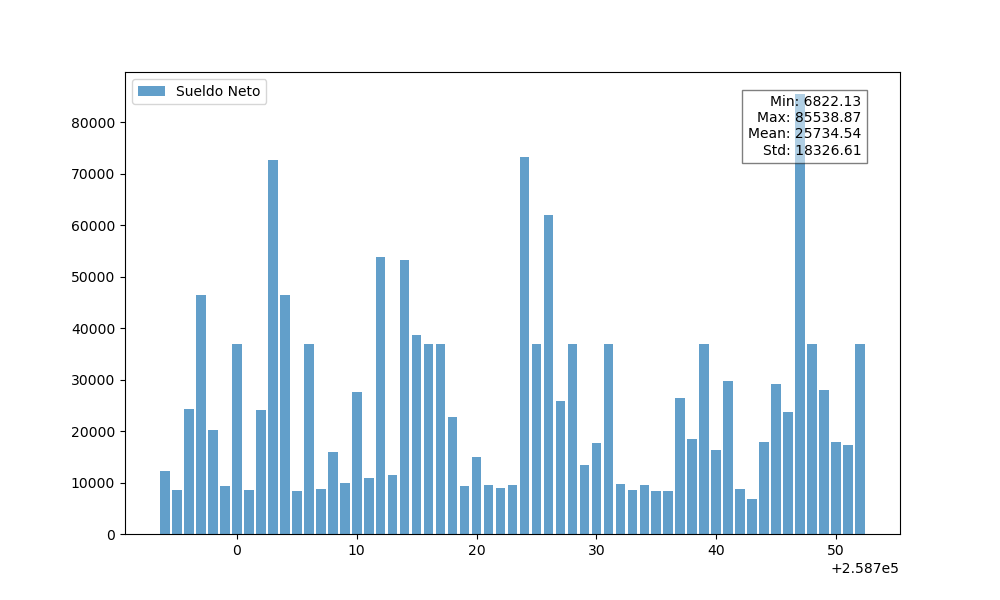 Sueldo Neto
Min: 6822.13
Max: 85538.87
Mean: 25734.54
Std: 18326.61
80000
70000
60000
50000
40000
30000
20000
10000
0
0 10 20 30 40 50
+2.587e5